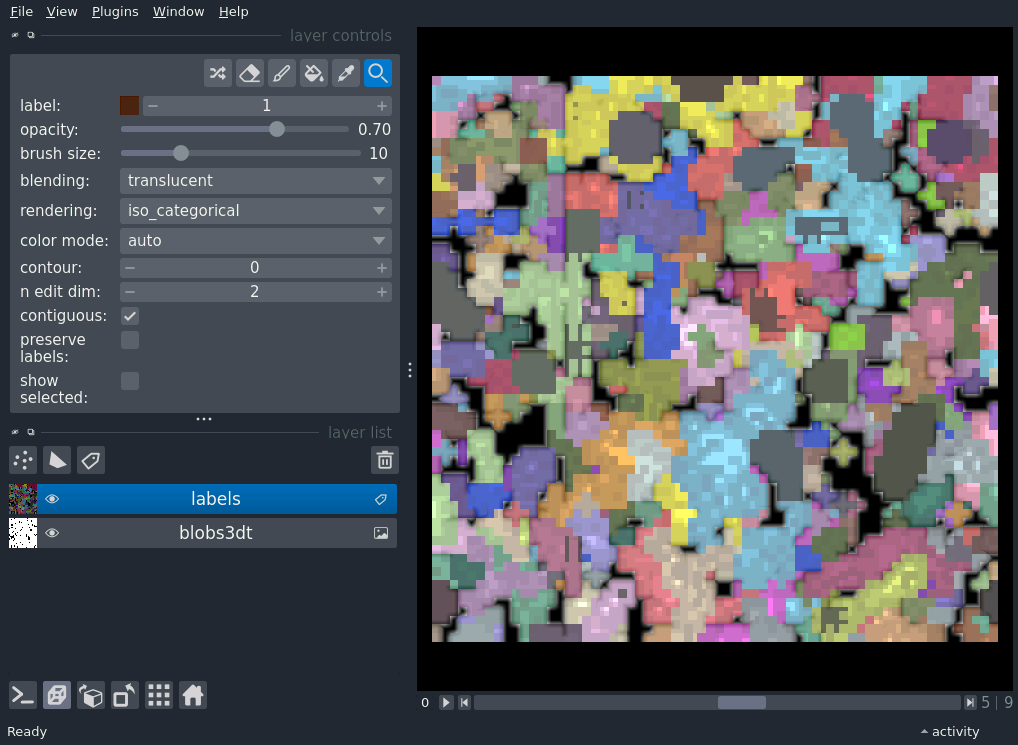 File View Plugins Window Help
layer controls
label: 1
opacity: 0.70
brush size: 10
blending: translucent
rendering: iso_categorical
color mode: auto
contour: 0
n edit dim: 2
contiguous:
preserve
labels:
show
selected:
layer list
labels
blobs3dt
0 5 | 9
Ready activity